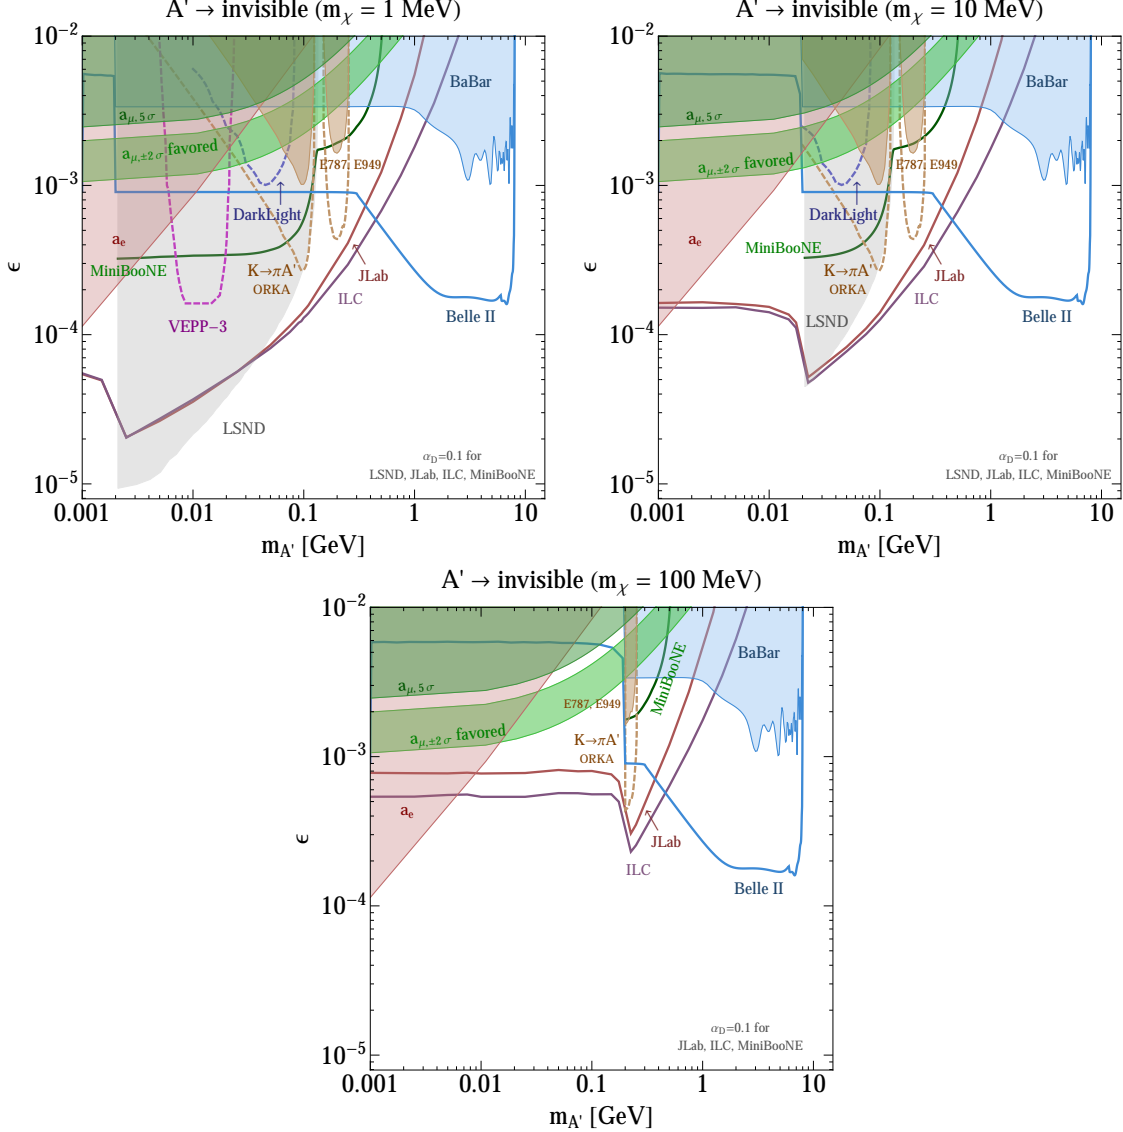 A' → invisible (m_χ = 1 MeV)
10^-2
10^-3
10^-4
10^-5
ϵ
a_μ,5σ
a_μ,±2σ favored
a_e
MiniBooNE
VEPP−3
DarkLight
K→πA'
ORKA
E787, E949
BaBar
JLab
ILC
Belle II
LSND
α_D=0.1 for
LSND, JLab, ILC, MiniBooNE
0.001 0.01 0.1 1 10
m_A' [GeV]
A' → invisible (m_χ = 10 MeV)
10^-2
10^-3
10^-4
10^-5
ϵ
a_μ,5σ
a_μ,±2σ favored
a_e
MiniBooNE
DarkLight
K→πA'
ORKA
E787, E949
BaBar
JLab
ILC
Belle II
LSND
α_D=0.1 for
LSND, JLab, ILC, MiniBooNE
0.001 0.01 0.1 1 10
m_A' [GeV]
A' → invisible (m_χ = 100 MeV)
10^-2
10^-3
10^-4
10^-5
ϵ
a_μ,5σ
a_μ,±2σ favored
a_e
E787, E949
K→πA'
ORKA
MiniBooNE
BaBar
JLab
ILC
Belle II
α_D=0.1 for
JLab, ILC, MiniBooNE
0.001 0.01 0.1 1 10
m_A' [GeV]